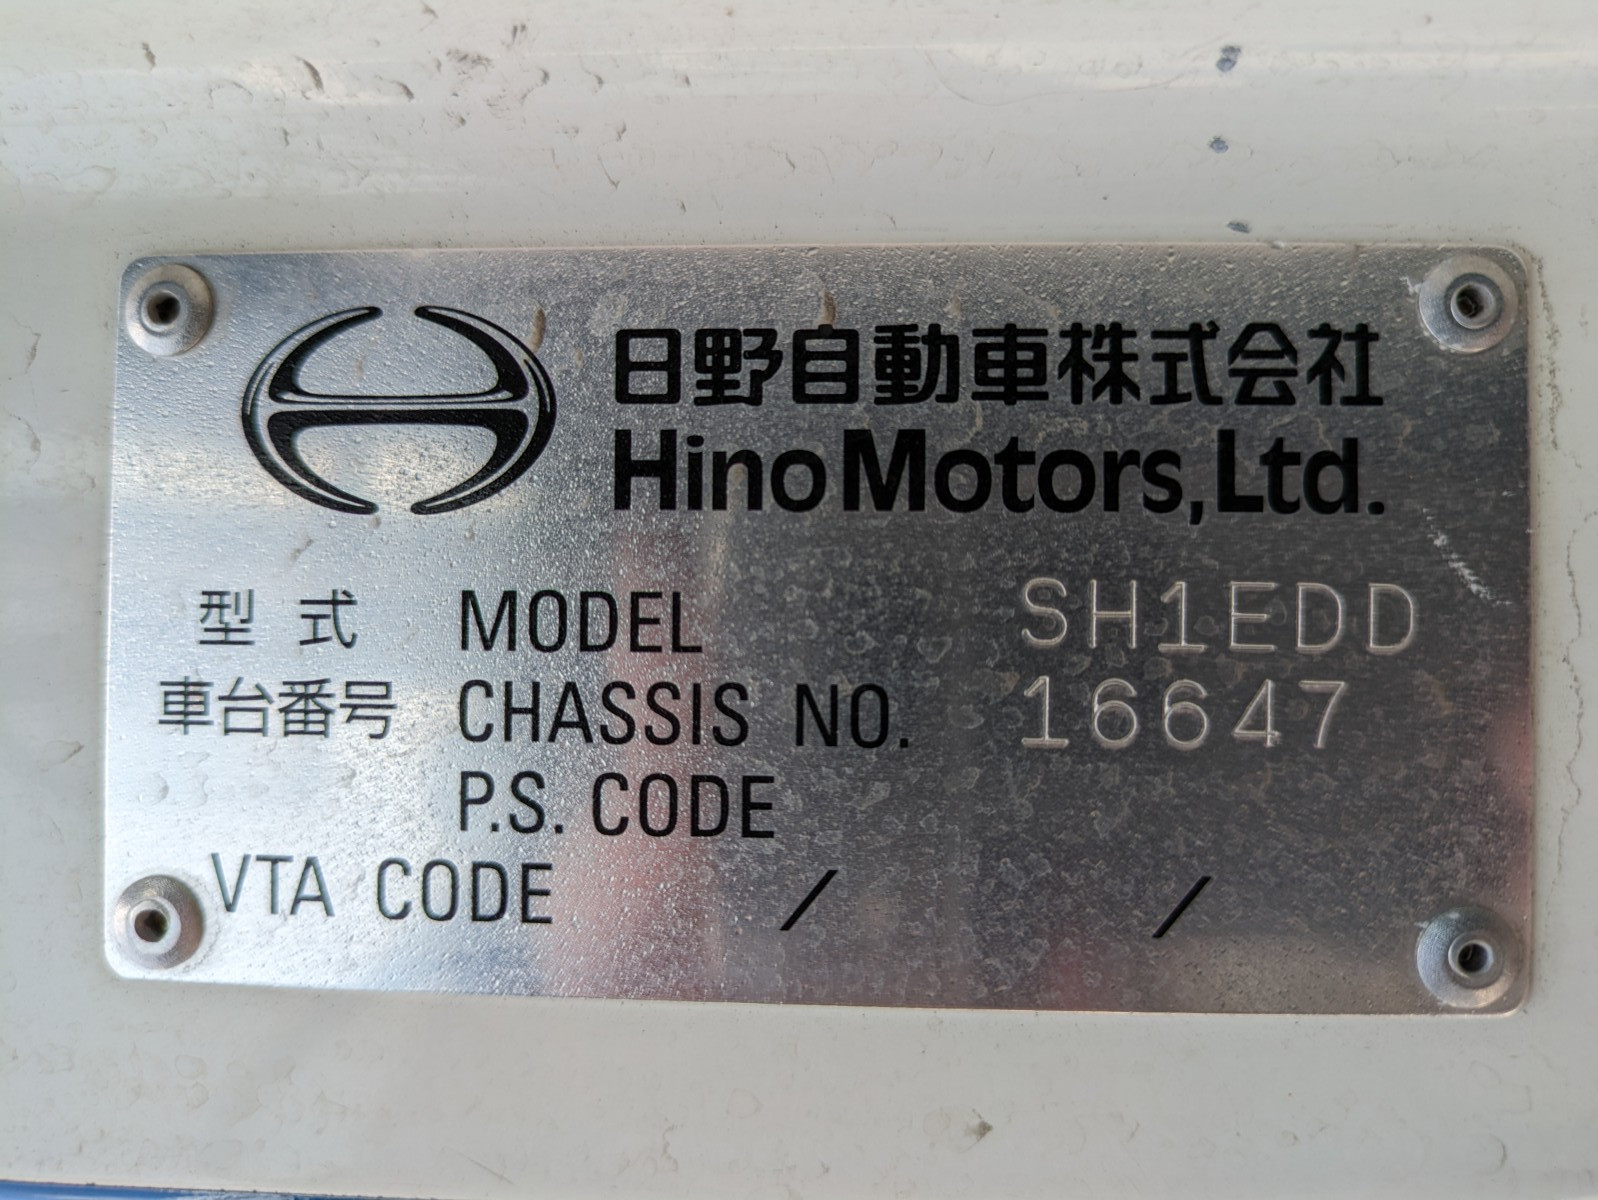 日野自動車株式会社
Hino Motors, Ltd.
型 式 MODEL SH1EDD
車台番号 CHASSIS NO. 16647
P.S. CODE
VTA CODE / /